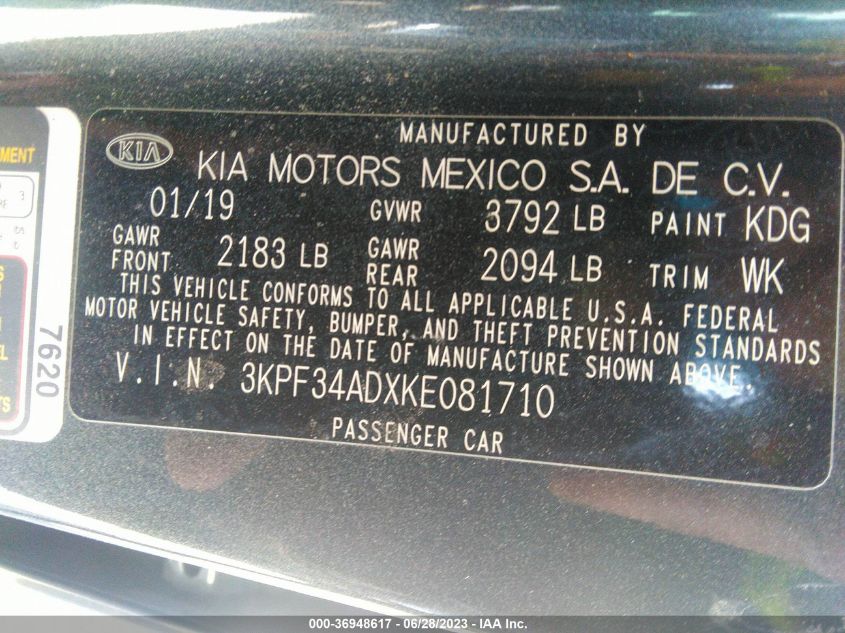 MANUFACTURED BY
KIA KIA MOTORS MEXICO S.A. DE C.V.
01/19 GVWR 3792 LB PAINT KDG
GAWR FRONT 2183 LB GAWR REAR 2094 LB TRIM WK
THIS VEHICLE CONFORMS TO ALL APPLICABLE U.S.A. FEDERAL
MOTOR VEHICLE SAFETY, BUMPER, AND THEFT PREVENTION STANDARDS
IN EFFECT ON THE DATE OF MANUFACTURE SHOWN ABOVE.
V.I.N. 3KPF34ADXKE081710
PASSENGER CAR
7620
000-36948617 - 06/28/2023 - IAA Inc.